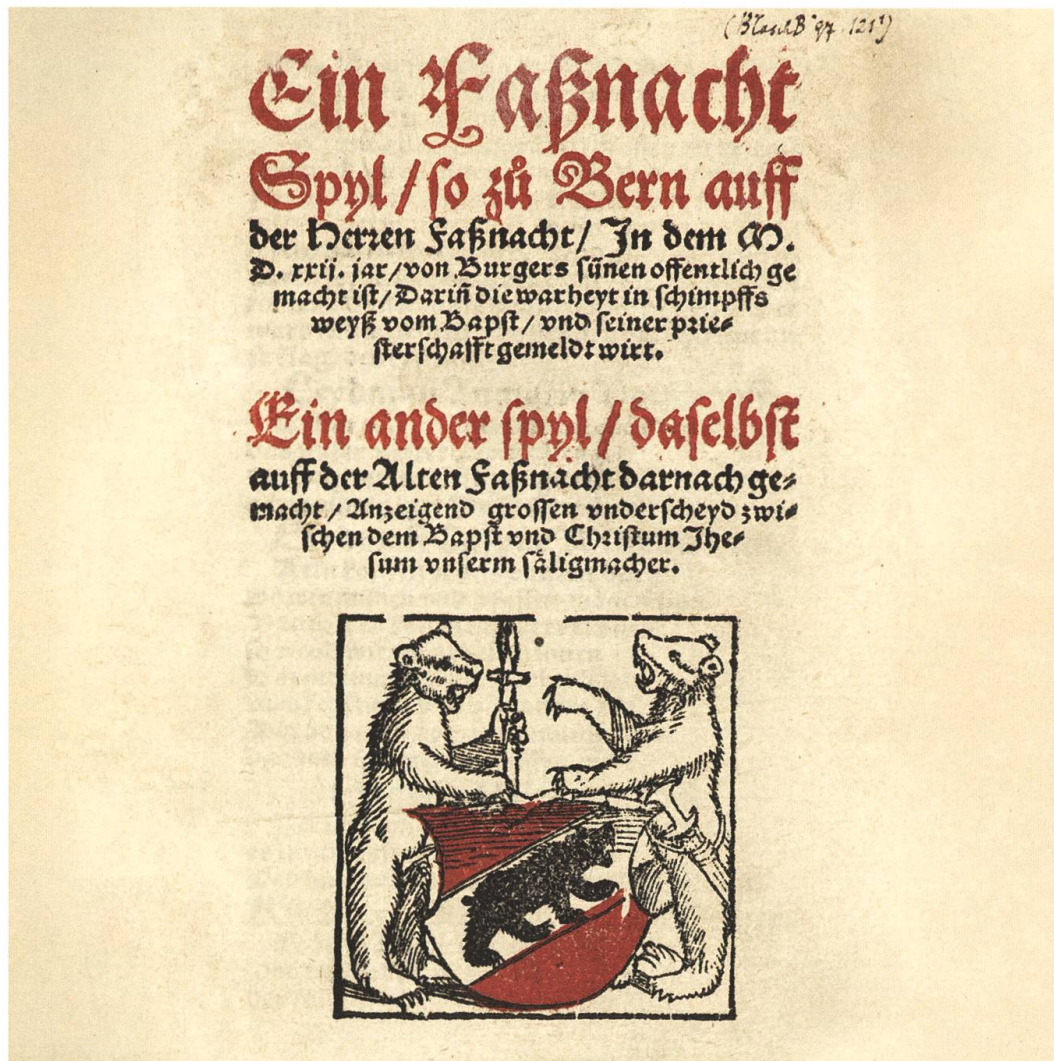 Ein Faßnacht
Spyl / so zů Bern auff
der Herren Faßnacht / In dem M.
D. xxij. jar / von Burgers sünen offentlich ge
macht ist / Dariñ die warheyt in schimpffs
weyß vom Bapst / vnd seiner prie⸗
sterschafft gemeldt wirt.
Ein ander spyl / daselbst
auff der Alten Faßnacht darnach ge⸗
macht / Anzeigend grossen vnderscheyd zwi⸗
schen dem Bapst vnd Christum Jhe⸗
sum vnserm säligmacher.